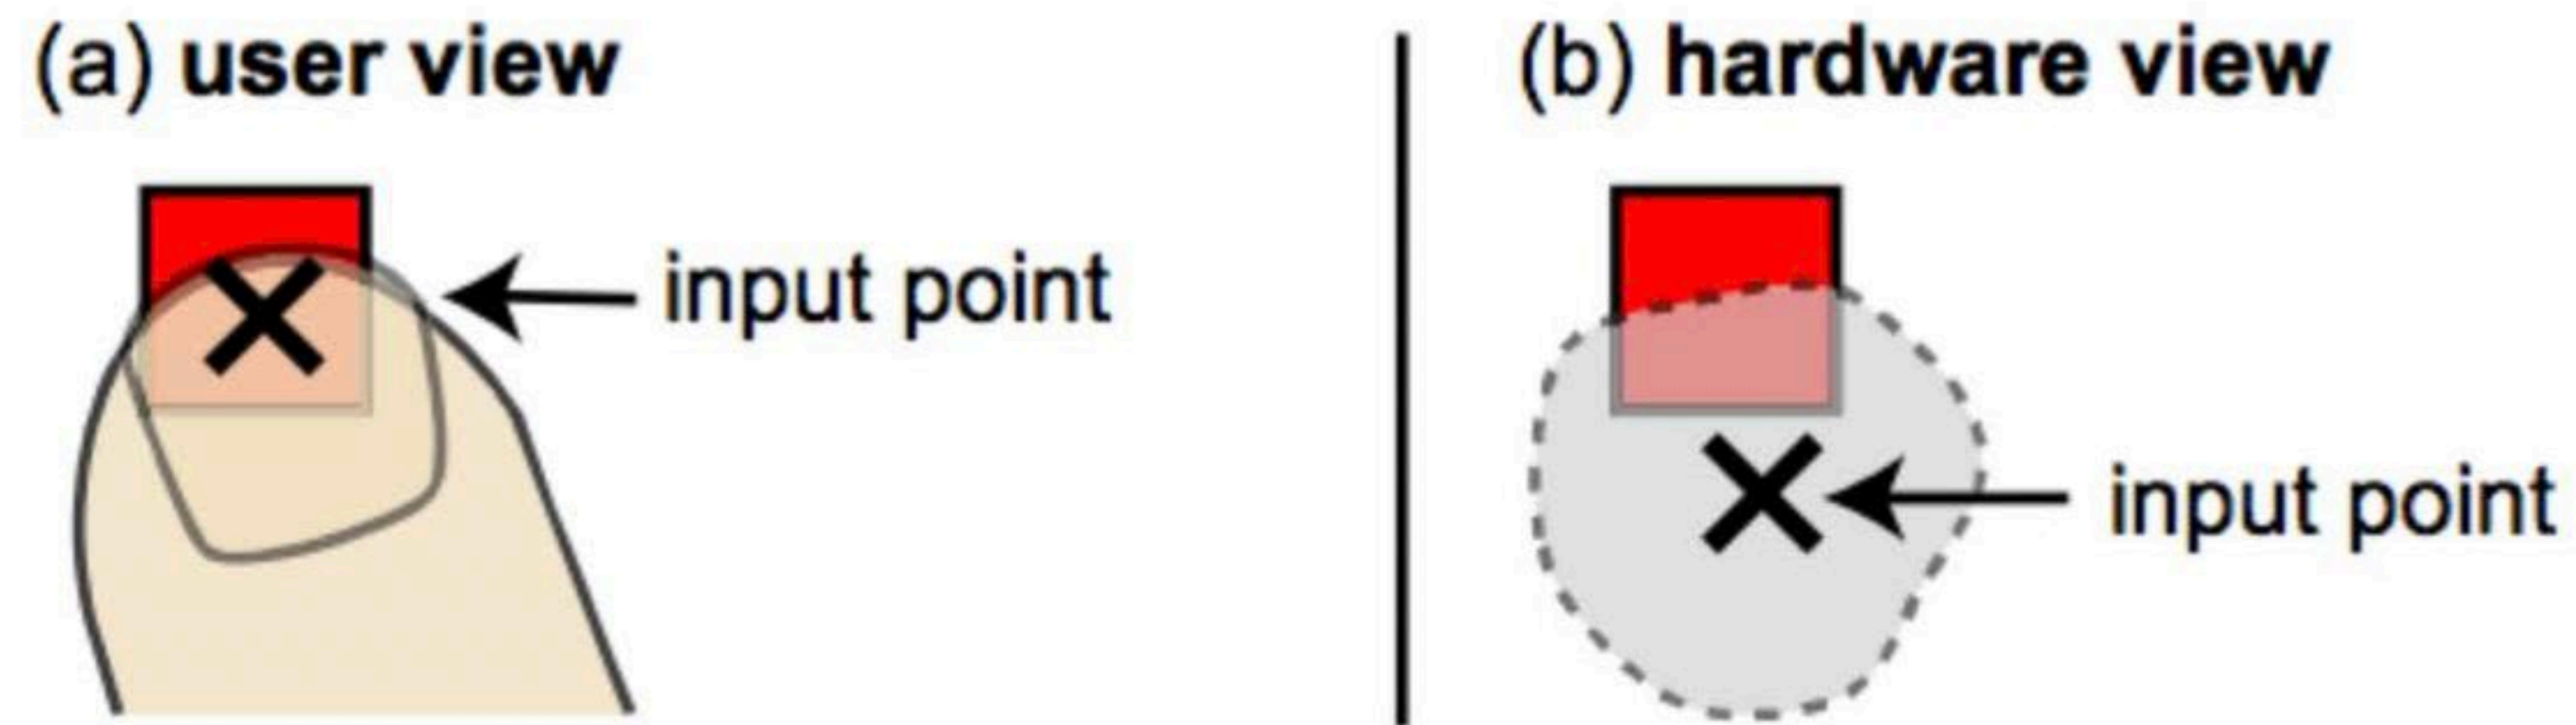 (a) user view
input point
(b) hardware view
input point